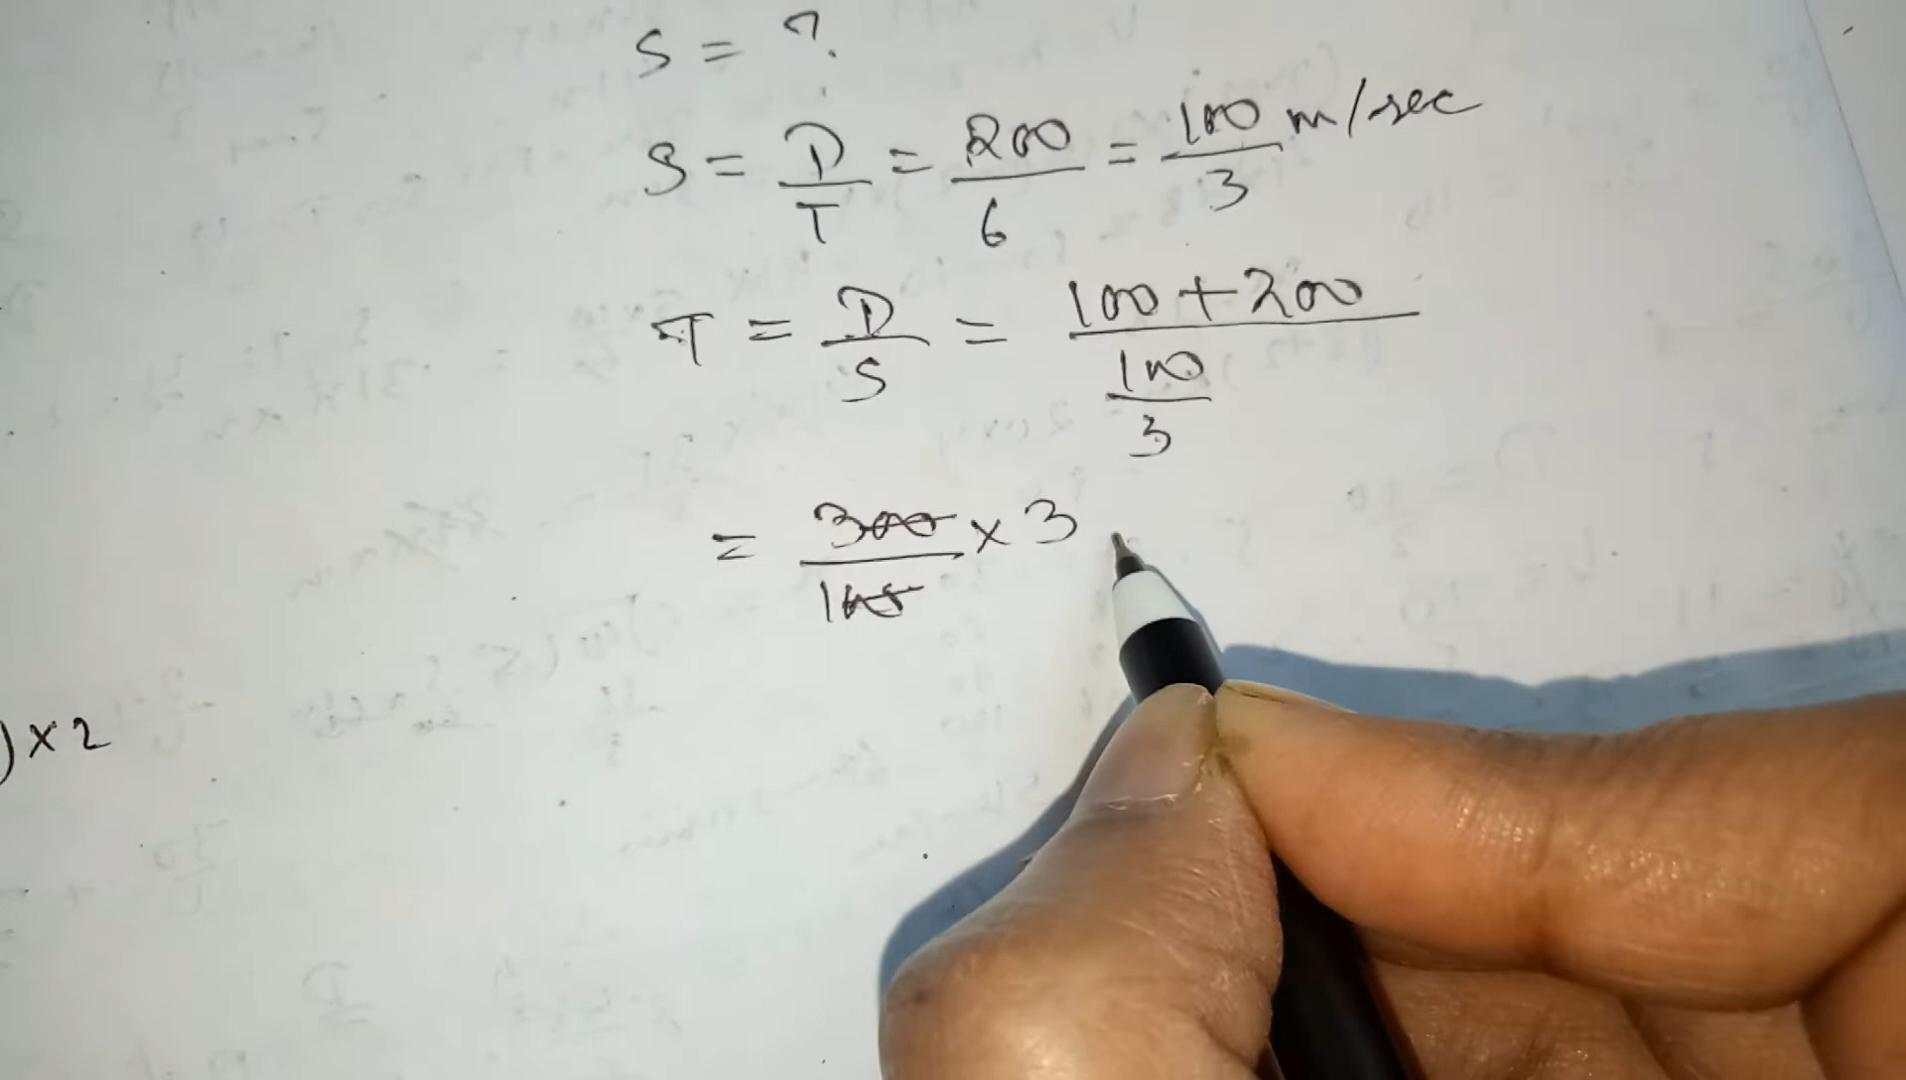 S = ?
S = D/T = 200/6 = 100/3 m/sec
T = D/S = 100+200/100/3
= 300/100 × 3
) × 2